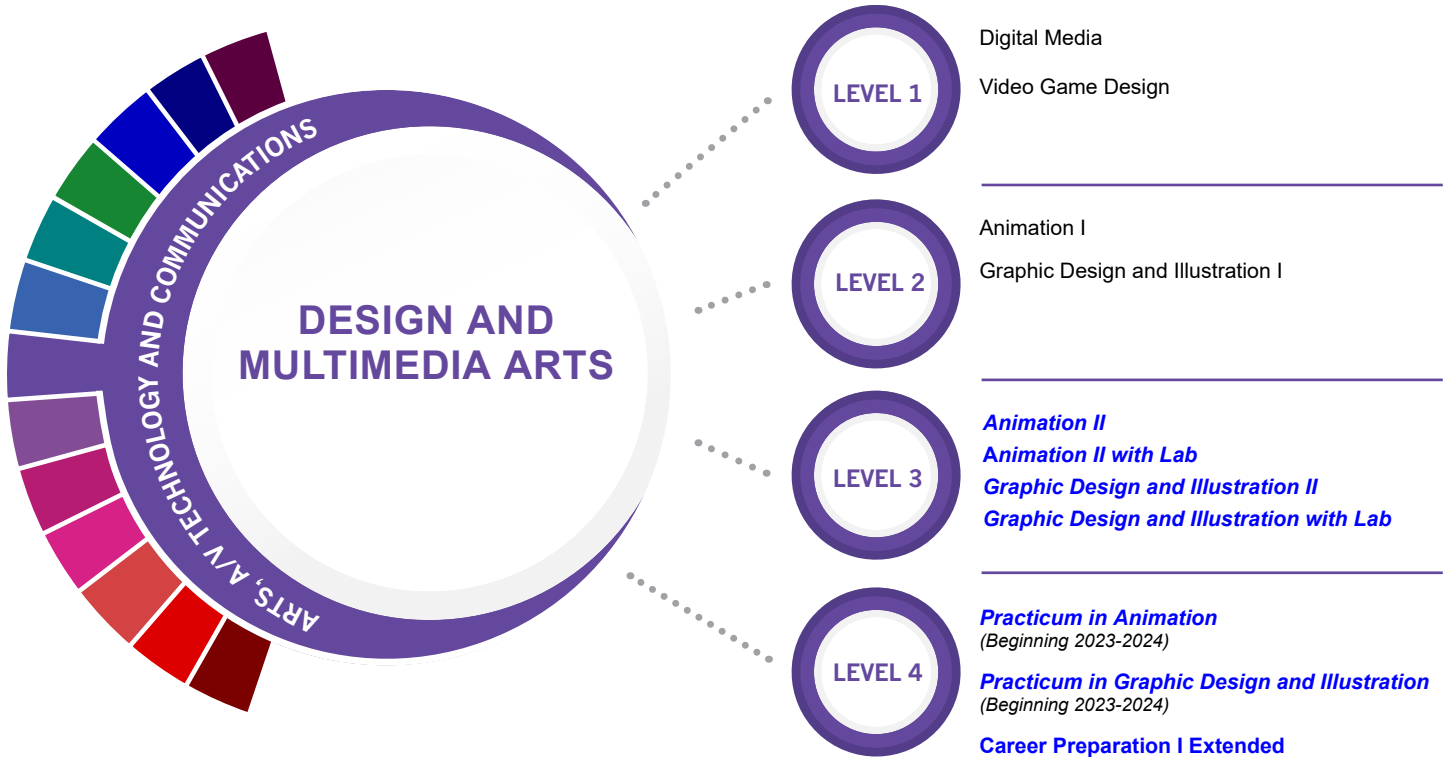 ARTS, A/V TECHNOLOGY AND COMMUNICATIONS
DESIGN AND
MULTIMEDIA ARTS
LEVEL 1
Digital Media
Video Game Design
LEVEL 2
Animation I
Graphic Design and Illustration I
LEVEL 3
Animation II
Animation II with Lab
Graphic Design and Illustration II
Graphic Design and Illustration with Lab
LEVEL 4
Practicum in Animation
(Beginning 2023-2024)
Practicum in Graphic Design and Illustration
(Beginning 2023-2024)
Career Preparation I Extended